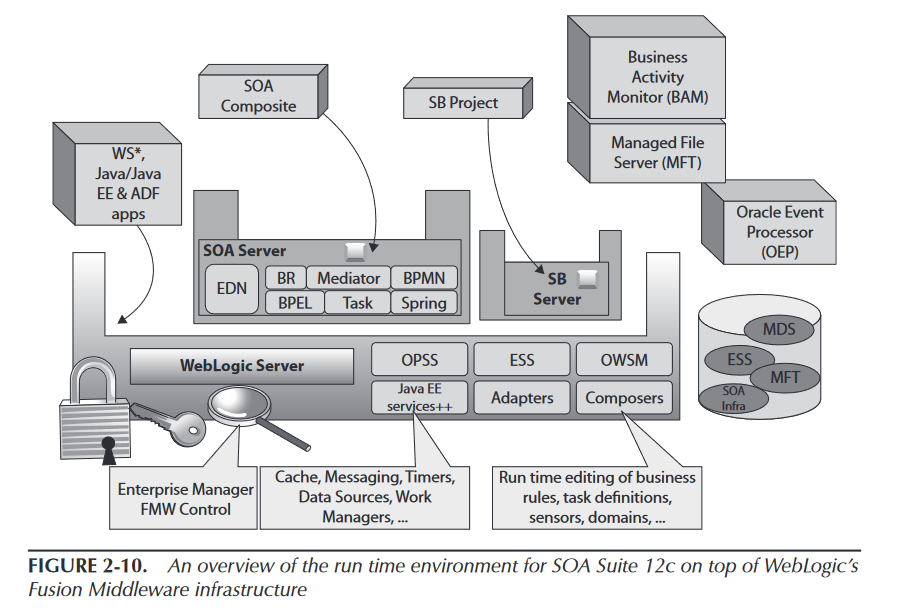 Business
Activity
Monitor (BAM)
SOA
Composite
SB Project
Managed File
Server (MFT)
WS*,
Java/Java
EE & ADF
apps
Oracle Event
Processor
(OEP)
SOA Server
EDN
BR
Mediator
BPMN
BPEL
Task
Spring
SB
Server
MDS
ESS
MFT
SOA
Infra
WebLogic Server
OPSS
ESS
OWSM
Java EE
services++
Adapters
Composers
Enterprise Manager
FMW Control
Cache, Messaging, Timers,
Data Sources, Work
Managers, ...
Run time editing of business
rules, task definitions,
sensors, domains, ...
FIGURE 2-10. An overview of the run time environment for SOA Suite 12c on top of WebLogic's
Fusion Middleware infrastructure